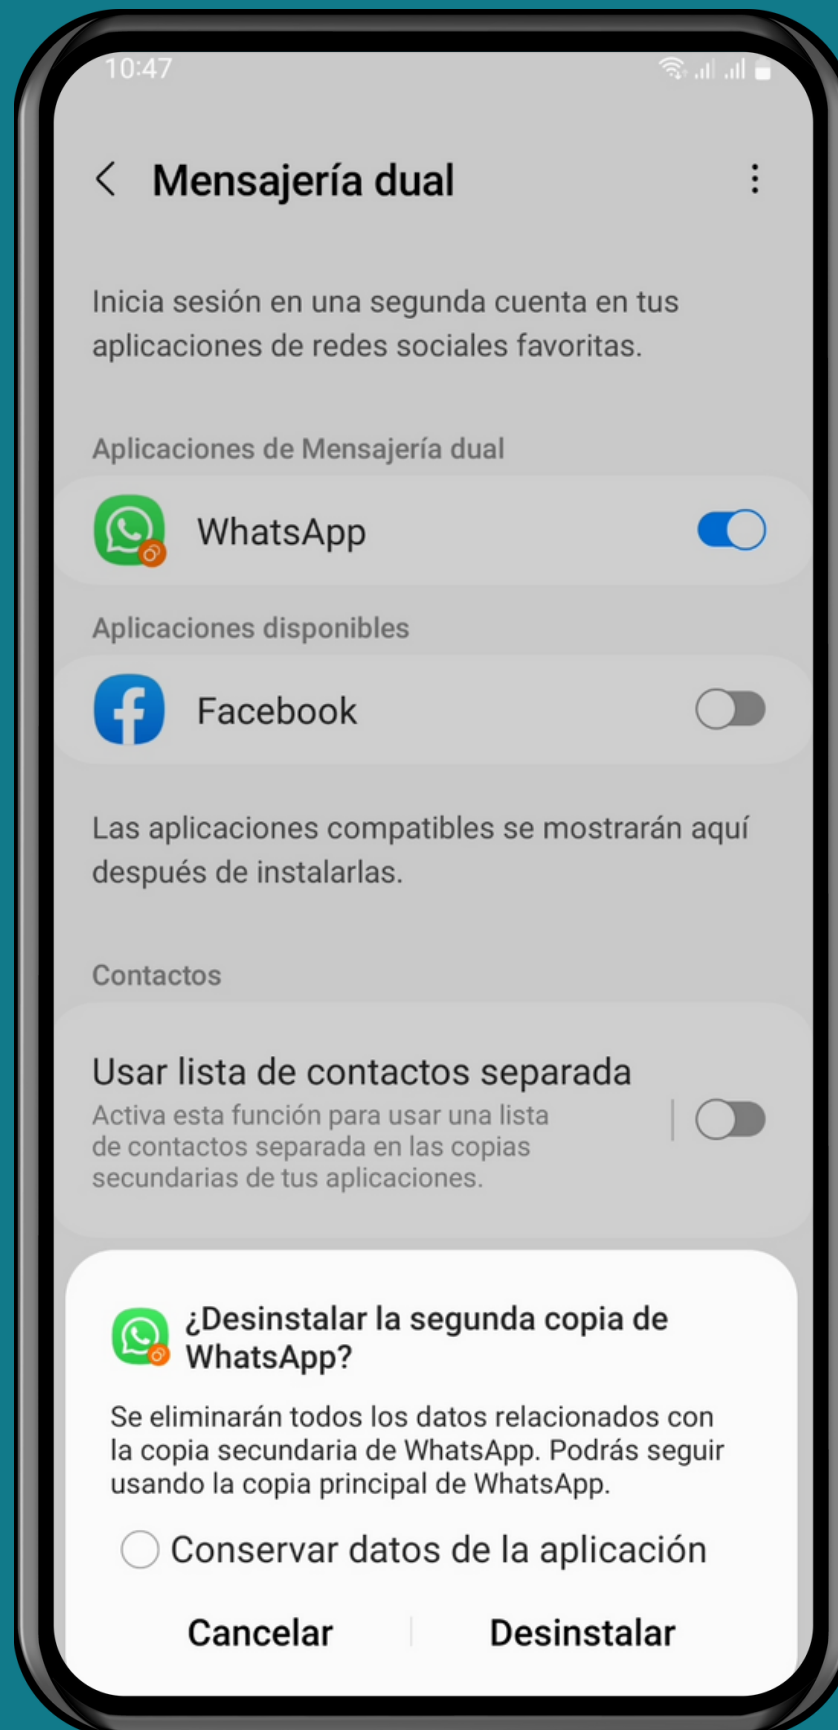 10:47
Mensajería dual
Inicia sesión en una segunda cuenta en tus
aplicaciones de redes sociales favoritas.
Aplicaciones de Mensajería dual
WhatsApp
Aplicaciones disponibles
Facebook
Las aplicaciones compatibles se mostrarán aquí
después de instalarlas.
Contactos
Usar lista de contactos separada
Activa esta función para usar una lista
de contactos separada en las copias
secundarias de tus aplicaciones.
¿Desinstalar la segunda copia de
WhatsApp?
Se eliminarán todos los datos relacionados con
la copia secundaria de WhatsApp. Podrás seguir
usando la copia principal de WhatsApp.
Conservar datos de la aplicación
Cancelar
Desinstalar